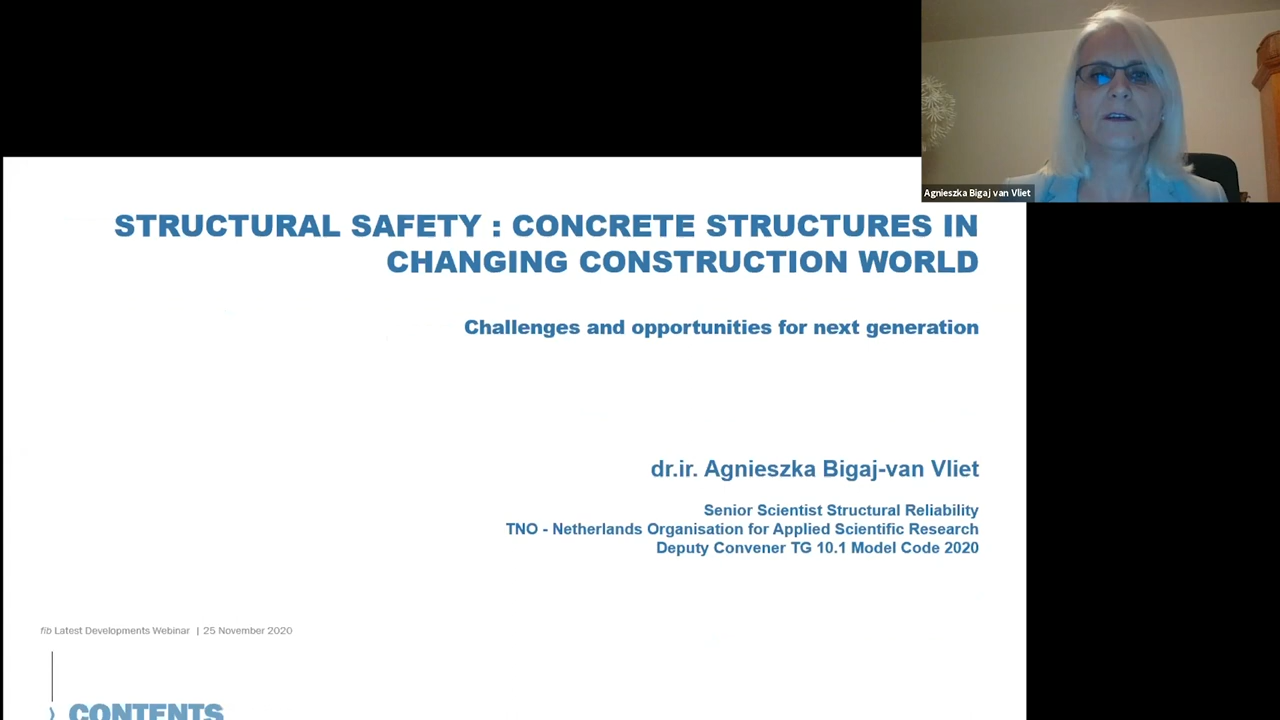 Agnieszka Bigaj van Vliet
STRUCTURAL SAFETY : CONCRETE STRUCTURES IN
CHANGING CONSTRUCTION WORLD
Challenges and opportunities for next generation
dr.ir. Agnieszka Bigaj-van Vliet
Senior Scientist Structural Reliability
TNO - Netherlands Organisation for Applied Scientific Research
Deputy Convener TG 10.1 Model Code 2020
fib Latest Developments Webinar | 25 November 2020
CONTENTS